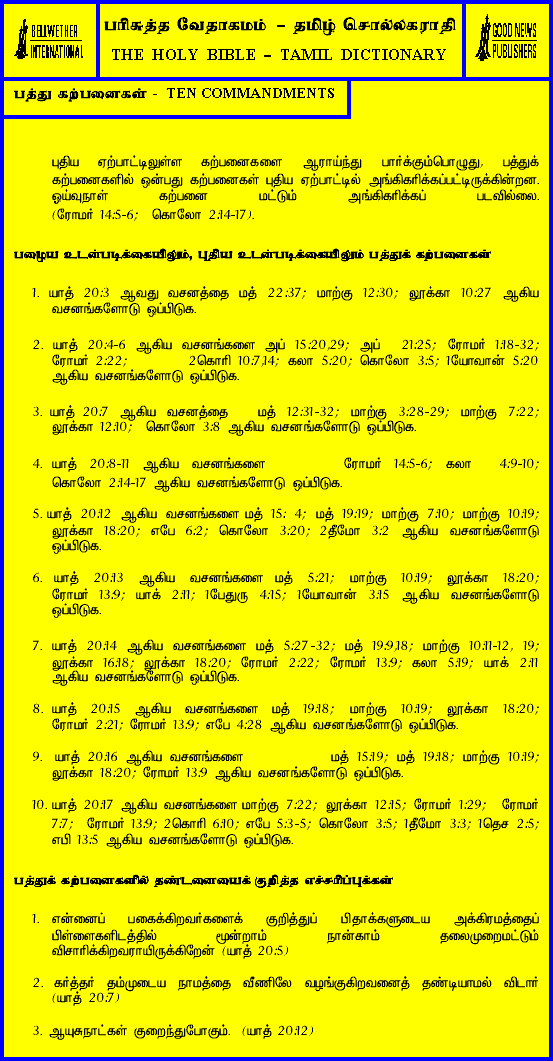 BELLWETHER
INTERNATIONAL
பரிசுத்த வேதாகமம் – தமிழ் சொல்லகராதி
THE HOLY BIBLE – TAMIL DICTIONARY
GOOD NEWS
PUBLISHERS
பத்து கற்பனைகள் - TEN COMMANDMENTS
புதிய ஏற்பாட்டிலுள்ள கற்பனைகளை ஆராய்ந்து பார்க்கும்பொழுது, பத்துக்
கற்பனைகளில் ஒன்பது கற்பனைகள் புதிய ஏற்பாட்டில் அங்கிகரிக்கப்பட்டிருக்கின்றன.
ஓய்வுநாள் கற்பனை மட்டும் அங்கிகரிக்கப் படவில்லை.
(ரோமர் 14:5-6; கொலோ 2:14-17).
பழைய உடன்படிக்கையிலும், புதிய உடன்படிக்கையிலும் பத்துக் கற்பனைகள்
1. யாத் 20:3 ஆவது வசனத்தை மத் 22:37; மாற்கு 12:30; லூக்கா 10:27 ஆகிய
வசனங்களோடு ஒப்பிடுக.
2. யாத் 20:4-6 ஆகிய வசனங்களை அப் 15:20,29; அப் 21:25; ரோமர் 1:18-32;
ரோமர் 2:22; 2கொரி 10:7,14; கலா 5:20; கொலோ 3:5; 1யோவான் 5:20
ஆகிய வசனங்களோடு ஒப்பிடுக.
3. யாத் 20:7 ஆகிய வசனத்தை மத் 12:31-32; மாற்கு 3:28-29; மாற்கு 7:22;
லூக்கா 12:10; கொலோ 3:8 ஆகிய வசனங்களோடு ஒப்பிடுக.
4. யாத் 20:8-11 ஆகிய வசனங்களை ரோமர் 14:5-6; கலா 4:9-10;
கொலோ 2:14-17 ஆகிய வசனங்களோடு ஒப்பிடுக.
5. யாத் 20:12 ஆகிய வசனங்களை மத் 15: 4; மத் 19:19; மாற்கு 7:10; மாற்கு 10:19;
லூக்கா 18:20; எபே 6:2; கொலோ 3:20; 2தீமோ 3:2 ஆகிய வசனங்களோடு
ஒப்பிடுக.
6. யாத் 20:13 ஆகிய வசனங்களை மத் 5:21; மாற்கு 10:19; லூக்கா 18:20;
ரோமர் 13:9; யாக் 2:11; 1பேதுரு 4:15; 1யோவான் 3:15 ஆகிய வசனங்களோடு
ஒப்பிடுக.
7. யாத் 20:14 ஆகிய வசனங்களை மத் 5:27-32; மத் 19:9,18; மாற்கு 10:11-12, 19;
லூக்கா 16:18; லூக்கா 18:20; ரோமர் 2:22; ரோமர் 13:9; கலா 5:19; யாக் 2:11
ஆகிய வசனங்களோடு ஒப்பிடுக.
8. யாத் 20:15 ஆகிய வசனங்களை மத் 19:18; மாற்கு 10:19; லூக்கா 18:20;
ரோமர் 2:21; ரோமர் 13:9; எபே 4:28 ஆகிய வசனங்களோடு ஒப்பிடுக.
9. யாத் 20:16 ஆகிய வசனங்களை மத் 15:19; மத் 19:18; மாற்கு 10:19;
லூக்கா 18:20; ரோமர் 13:9 ஆகிய வசனங்களோடு ஒப்பிடுக.
10. யாத் 20:17 ஆகிய வசனங்களை மாற்கு 7:22; லூக்கா 12:15; ரோமர் 1:29; ரோமர்
7:7; ரோமர் 13:9; 2கொரி 6:10; எபே 5:3-5; கொலோ 3:5; 1தீமோ 3:3; 1தெச 2:5;
எபி 13:5 ஆகிய வசனங்களோடு ஒப்பிடுக.
பத்துக் கற்பனைகளில் தண்டனையைக் குறித்த எச்சரிப்புக்கள்
1. என்னைப் பகைக்கிறவர்களைக் குறித்துப் பிதாக்களுடைய அக்கிரமத்தைப்
பிள்ளைகளிடத்தில் மூன்றாம் நான்காம் தலைமுறைமட்டும்
விசாரிக்கிறவராயிருக்கிறேன் (யாத் 20:5)
2. கர்த்தர் தம்முடைய நாமத்தை வீணிலே வழங்குகிறவனைத் தண்டியாமல் விடார்
(யாத் 20:7)
3. ஆயுசுநாட்கள் குறைந்துபோகும். (யாத் 20:12)